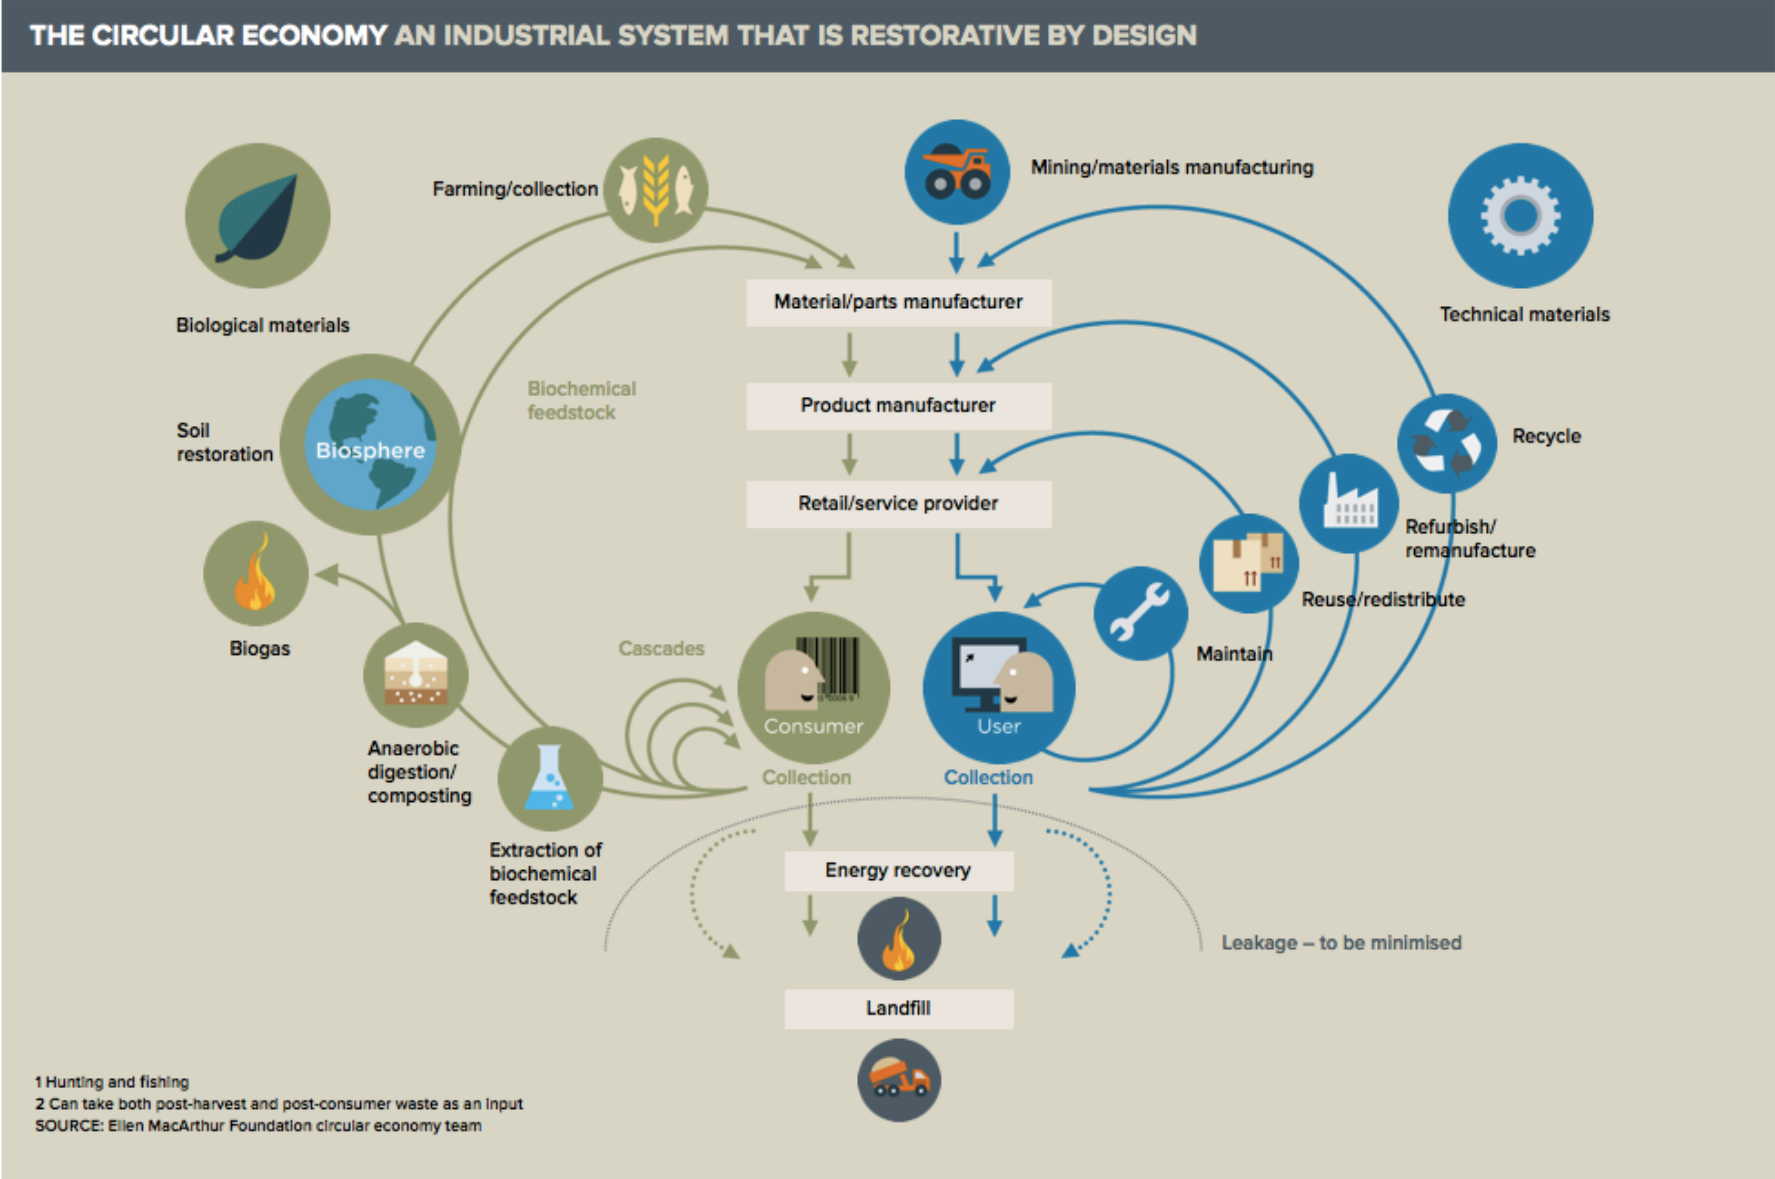 THE CIRCULAR ECONOMY AN INDUSTRIAL SYSTEM THAT IS RESTORATIVE BY DESIGN
Farming/collection
Mining/materials manufacturing
Biological materials
Technical materials
Material/parts manufacturer
Biochemical
feedstock
Product manufacturer
Soil
restoration
Biosphere
Recycle
Retail/service provider
Refurbish/
remanufacture
Reuse/redistribute
Biogas
Cascades
Maintain
Consumer
User
Anaerobic
digestion/
composting
Collection
Collection
Extraction of
biochemical
feedstock
Energy recovery
Leakage – to be minimised
Landfill
1 Hunting and fishing
2 Can take both post-harvest and post-consumer waste as an input
SOURCE: Ellen MacArthur Foundation circular economy team